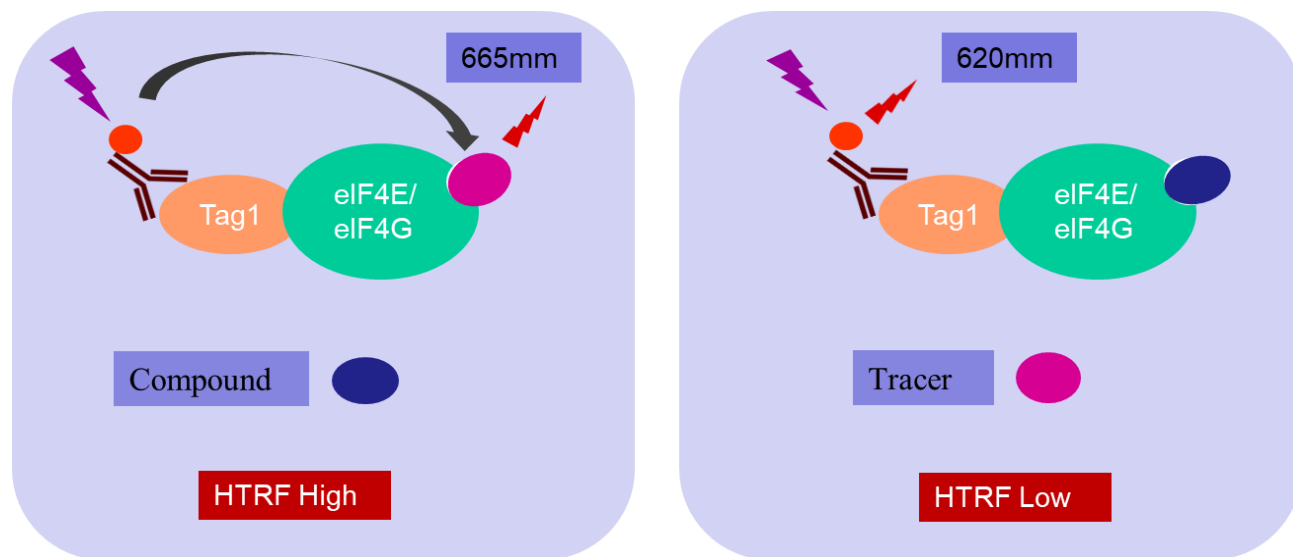 665mm
Tag1
eIF4E/
eIF4G
Compound
HTRF High
620mm
Tag1
eIF4E/
eIF4G
Tracer
HTRF Low